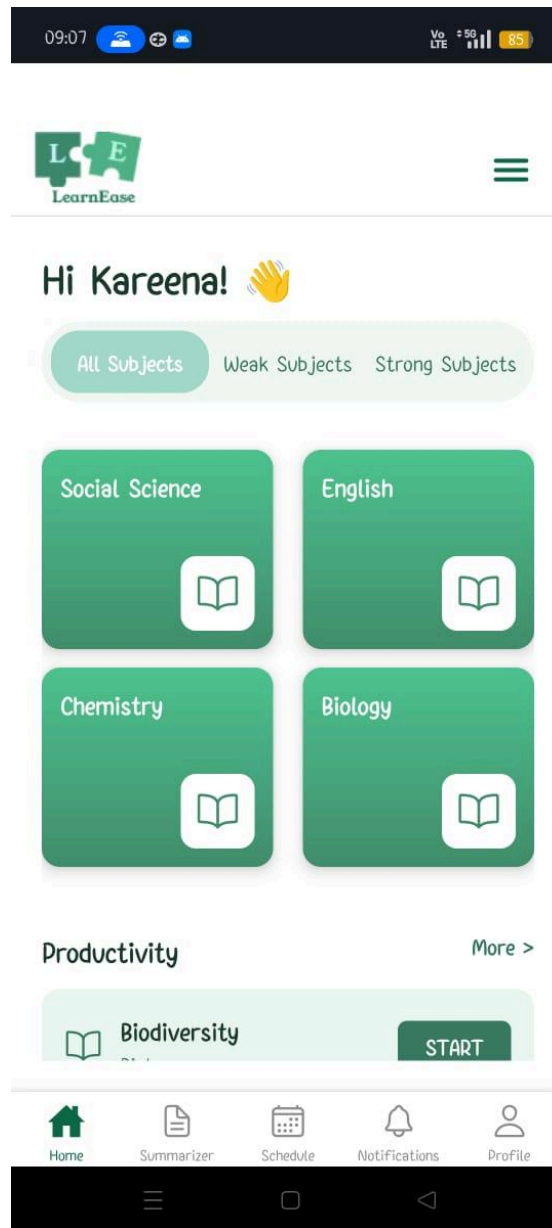 09:07
Vo LTE 5G 85
L E
LearnEase
Hi Kareena! 👋
All Subjects Weak Subjects Strong Subjects
Social Science English
Chemistry Biology
Productivity More >
Biodiversity
START
Home Summarizer Schedule Notifications Profile